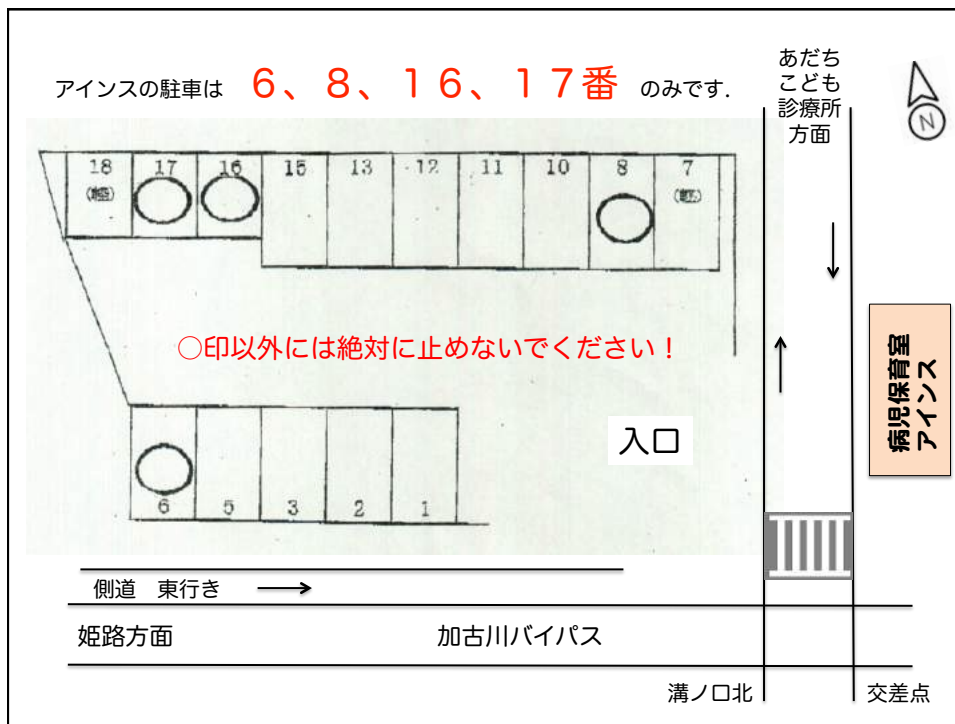 アインスの駐車は ６、８、１６、１７番 のみです.
あだち
こども
診療所
方面
N
18 17 16 15 13 12 11 10 8 7
(軽) (軽)
○印以外には絶対に止めないでください！
病児保育室
アインス
入口
6 5 3 2 1
側道 東行き
姫路方面 加古川バイパス
溝ノ口北 交差点